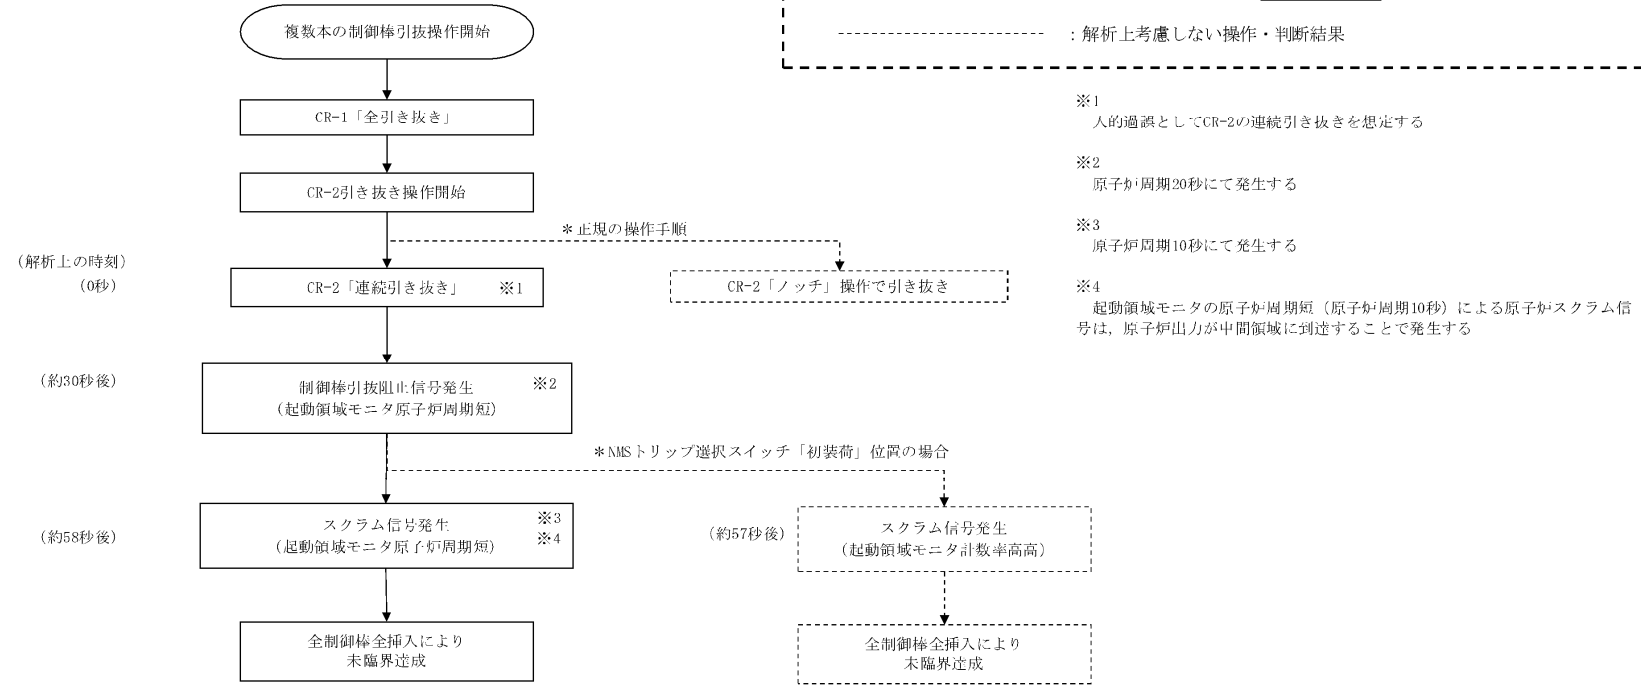 複数本の制御棒引抜操作開始
：解析上考慮しない操作・判断結果
CR-1「全引き抜き」
CR-2引き抜き操作開始
＊正規の操作手順
（解析上の時刻）
（0秒）
CR-2「連続引き抜き」 ※1
CR-2「ノッチ」操作で引き抜き
（約30秒後）
制御棒引抜阻止信号発生 ※2
（起動領域モニタ原子炉周期短）
＊NMSトリップ選択スイッチ「初装荷」位置の場合
（約58秒後）
スクラム信号発生 ※3
（起動領域モニタ原子炉周期短） ※4
（約57秒後）
スクラム信号発生
（起動領域モニタ計数率高高）
全制御棒全挿入により
未臨界達成
全制御棒全挿入により
未臨界達成
※1
人的過誤としてCR-2の連続引き抜きを想定する
※2
原子炉周期20秒にて発生する
※3
原子炉周期10秒にて発生する
※4
起動領域モニタの原子炉周期短（原子炉周期10秒）による原子炉スクラム信
号は，原子炉出力が中間領域に到達することで発生する